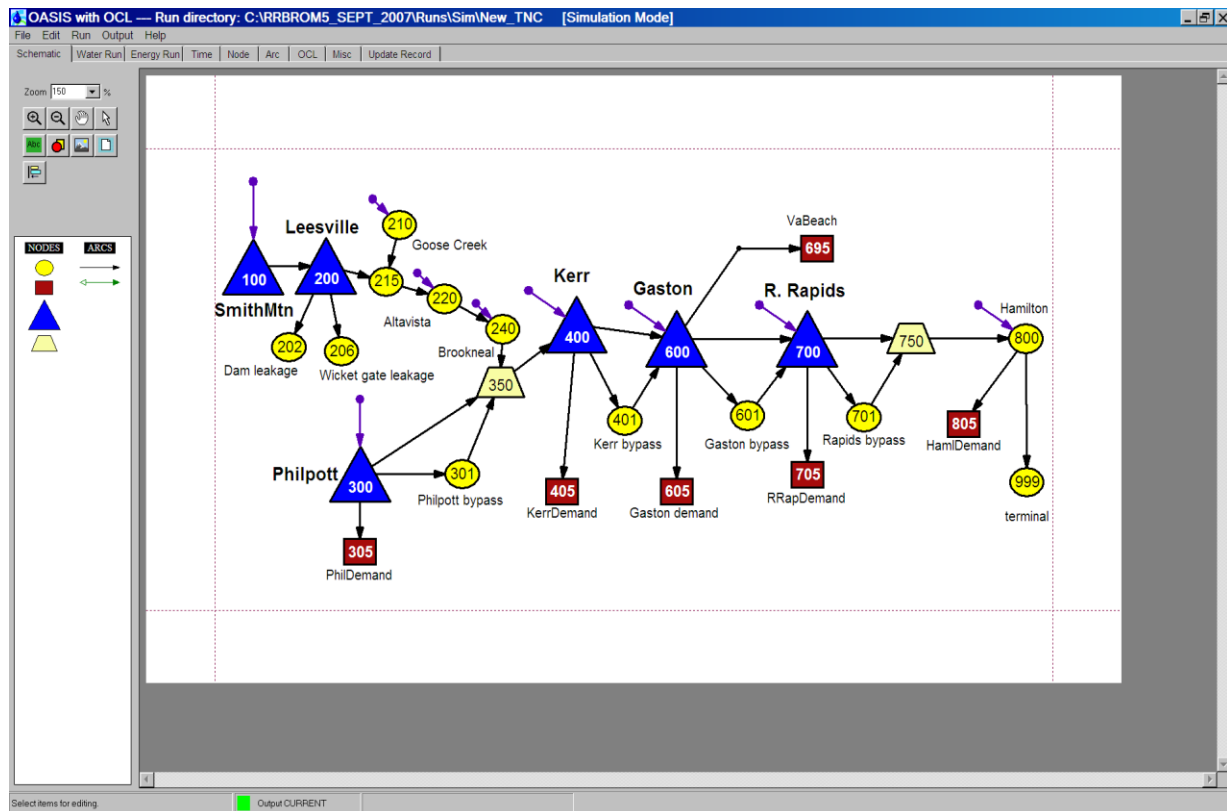 OASIS with OCL ---- Run directory: C:\RRBROM5_SEPT_2007\Runs\Sim\New_TNC [Simulation Mode]
File Edit Run Output Help
Schematic Water Run Energy Run Time Node Arc OCL Misc Update Record
Zoom 150 %
Abc
NODES ARCS
VaBeach
695
210
Goose Creek
Leesville
100
200
215
220
SmithMtn
Altavista
240
Brookneal
202
Dam leakage
206
Wicket gate leakage
350
Kerr
400
Gaston
600
R. Rapids
700
750
Hamilton
800
401
Kerr bypass
601
Gaston bypass
701
Rapids bypass
805
HamlDemand
Philpott
300
301
Philpott bypass
405
KerrDemand
605
Gaston demand
705
RRapDemand
999
terminal
305
PhilDemand
Select items for editing.
Output CURRENT